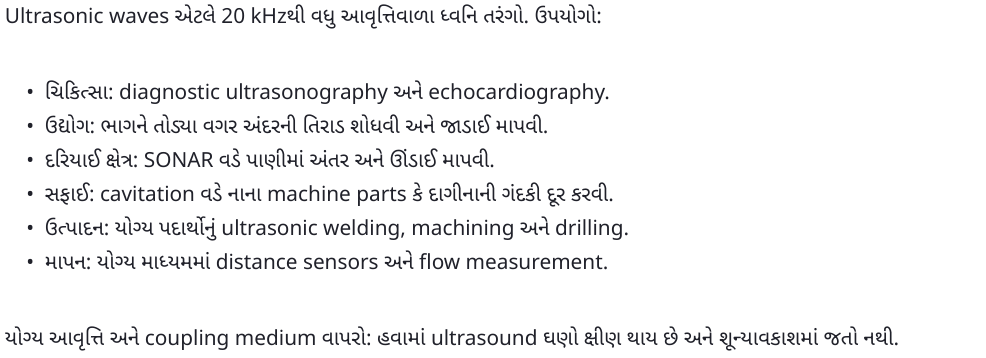 Ultrasonic waves એટલે 20 kHzથી વધુ આવૃત્તિવાળા ધ્વનિ તરંગો. ઉપયોગો:
• ચિકિત્સા: diagnostic ultrasonography અને echocardiography.
• ઉદ્યોગ: ભાગને તોડ્યા વગર અંદરની તિરાડ શોધવી અને જાડાઈ માપવી.
• દરિયાઈ ક્ષેત્ર: SONAR વડે પાણીમાં અંતર અને ઊંડાઈ માપવી.
• સફાઈ: cavitation વડે નાના machine parts કે દાગીનાની ગંદકી દૂર કરવી.
• ઉત્પાદન: યોગ્ય પદાર્થોનું ultrasonic welding, machining અને drilling.
• માપન: યોગ્ય માધ્યમમાં distance sensors અને flow measurement.
યોગ્ય આવૃત્તિ અને coupling medium વાપરો: હવામાં ultrasound ઘણો ક્ષીણ થાય છે અને શૂન્યાવકાશમાં જતો નથી.